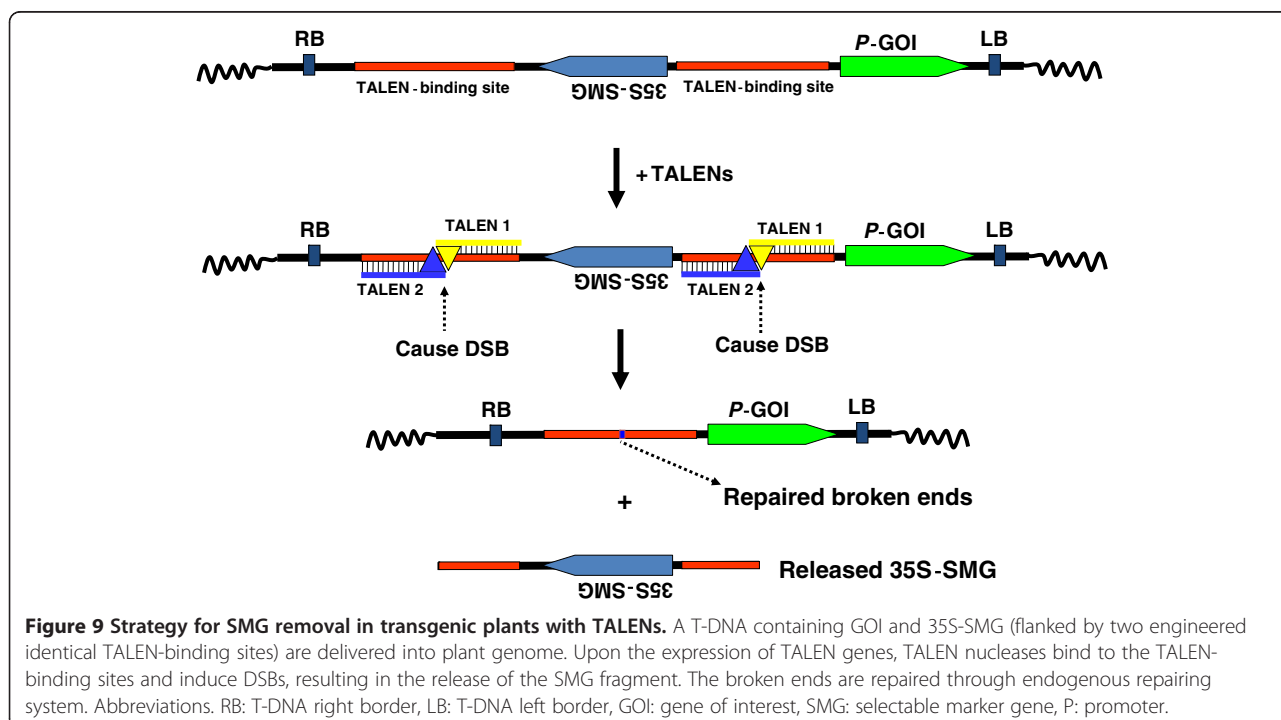 RB
P-GOI
LB
TALEN-binding site
35S-SMG
TALEN-binding site
+TALENs
RB
TALEN 1
TALEN 1
P-GOI
LB
TALEN 2
35S-SMG
TALEN 2
Cause DSB
Cause DSB
RB
P-GOI
LB
Repaired broken ends
+
35S-SMG
Released 35S-SMG
Figure 9 Strategy for SMG removal in transgenic plants with TALENs. A T-DNA containing GOI and 35S-SMG (flanked by two engineered
identical TALEN-binding sites) are delivered into plant genome. Upon the expression of TALEN genes, TALEN nucleases bind to the TALEN-
binding sites and induce DSBs, resulting in the release of the SMG fragment. The broken ends are repaired through endogenous repairing
system. Abbreviations. RB: T-DNA right border, LB: T-DNA left border, GOI: gene of interest, SMG: selectable marker gene, P: promoter.